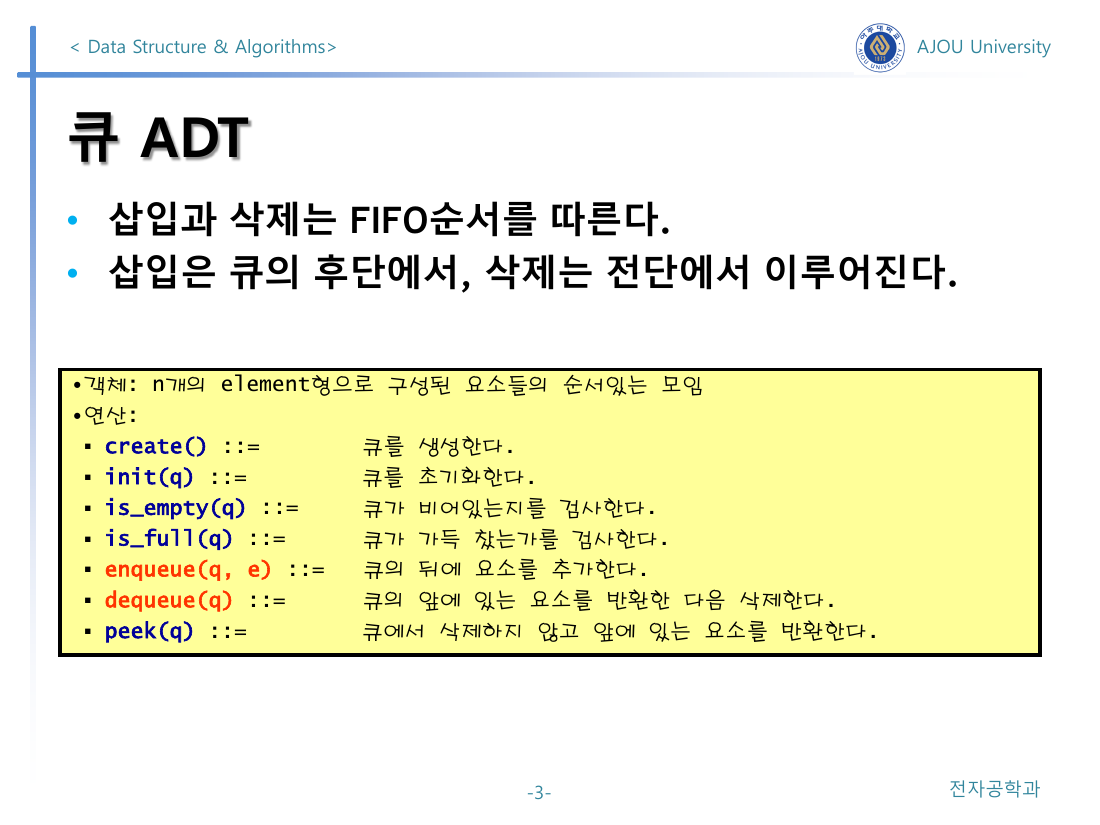 < Data Structure & Algorithms>
AJOU University
큐 ADT
• 삽입과 삭제는 FIFO순서를 따른다.
• 삽입은 큐의 후단에서, 삭제는 전단에서 이루어진다.
•객체: n개의 element형으로 구성된 요소들의 순서있는 모임
•연산:
▪ create() ::= 큐를 생성한다.
▪ init(q) ::= 큐를 초기화한다.
▪ is_empty(q) ::= 큐가 비어있는지를 검사한다.
▪ is_full(q) ::= 큐가 가득 찼는가를 검사한다.
▪ enqueue(q, e) ::= 큐의 뒤에 요소를 추가한다.
▪ dequeue(q) ::= 큐의 앞에 있는 요소를 반환한 다음 삭제한다.
▪ peek(q) ::= 큐에서 삭제하지 않고 앞에 있는 요소를 반환한다.
-3-
전자공학과